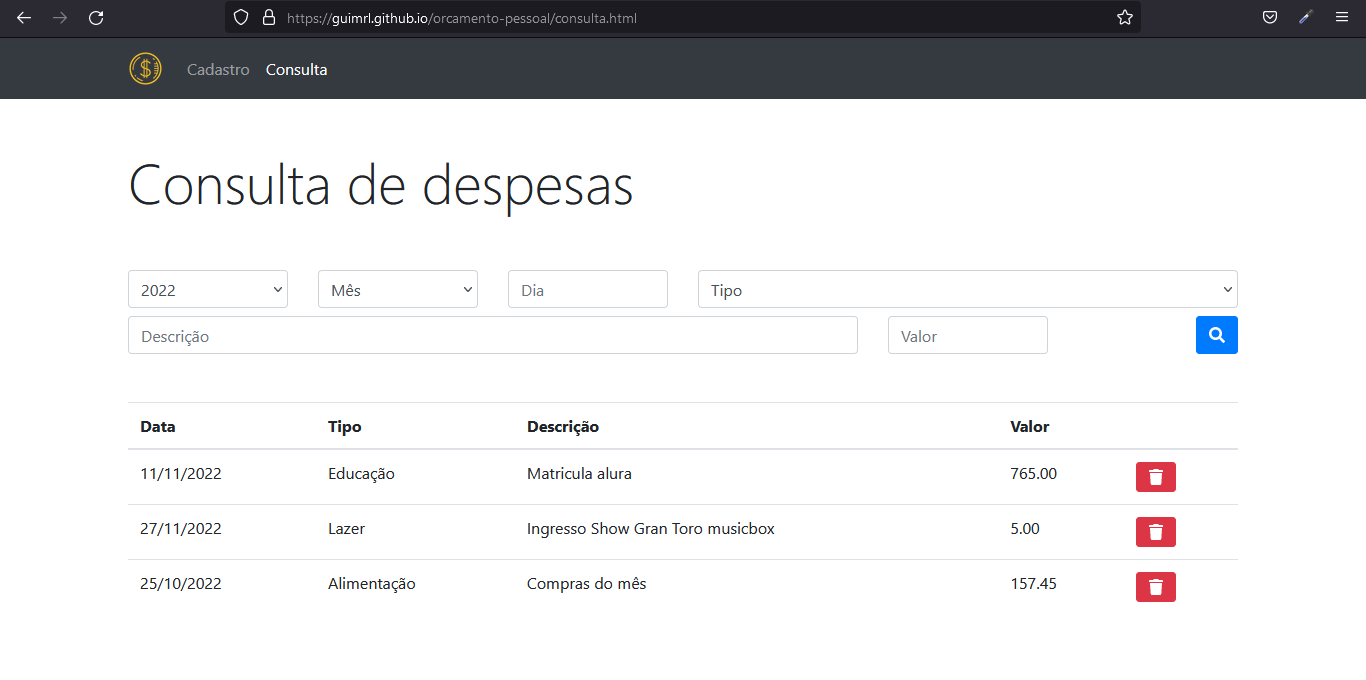 https://guimrl.github.io/orcamento-pessoal/consulta.html
$ Cadastro Consulta
Consulta de despesas
2022 Mês Dia Tipo
Descrição Valor
Data Tipo Descrição Valor
11/11/2022 Educação Matricula alura 765.00
27/11/2022 Lazer Ingresso Show Gran Toro musicbox 5.00
25/10/2022 Alimentação Compras do mês 157.45